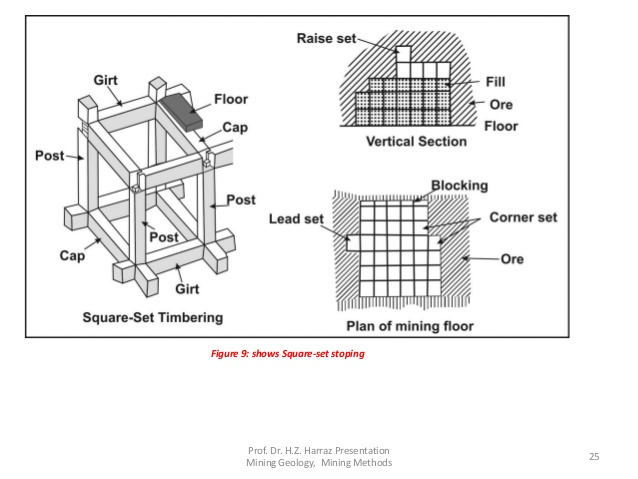 Girt
Floor
Cap
Post
Post
Post
Cap
Girt
Square-Set Timbering
Raise set
Fill
Ore
Floor
Vertical Section
Blocking
Lead set
Corner set
Ore
Plan of mining floor
Figure 9: shows Square-set stoping
Prof. Dr. H.Z. Harraz Presentation
Mining Geology, Mining Methods
25